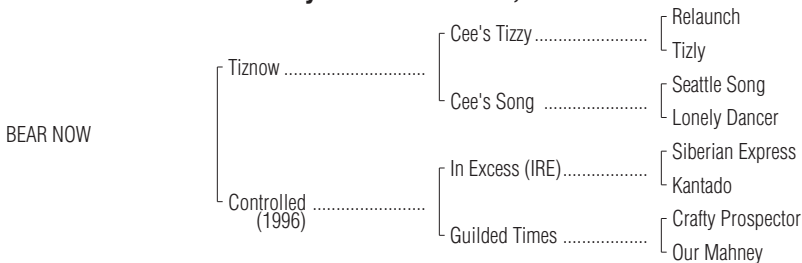 Relaunch
Cee's Tizzy
Tizly
Tiznow
Seattle Song
Cee's Song
Lonely Dancer
BEAR NOW
Siberian Express
In Excess (IRE)
Kantado
Controlled
(1996)
Crafty Prospector
Guilded Times
Our Mahney